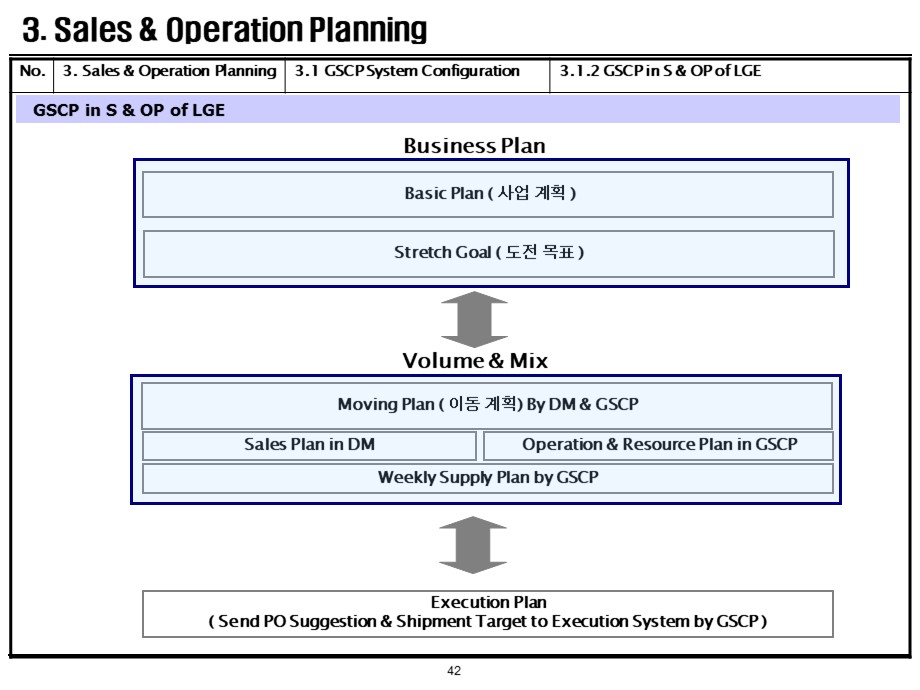 3. Sales & Operation Planning
No. 3. Sales & Operation Planning 3.1 GSCP System Configuration 3.1.2 GSCP in S & OP of LGE
GSCP in S & OP of LGE
Business Plan
Basic Plan ( 사업 계획 )
Stretch Goal ( 도전 목표 )
Volume & Mix
Moving Plan ( 이동 계획) By DM & GSCP
Sales Plan in DM Operation & Resource Plan in GSCP
Weekly Supply Plan by GSCP
Execution Plan
( Send PO Suggestion & Shipment Target to Execution System by GSCP )
42